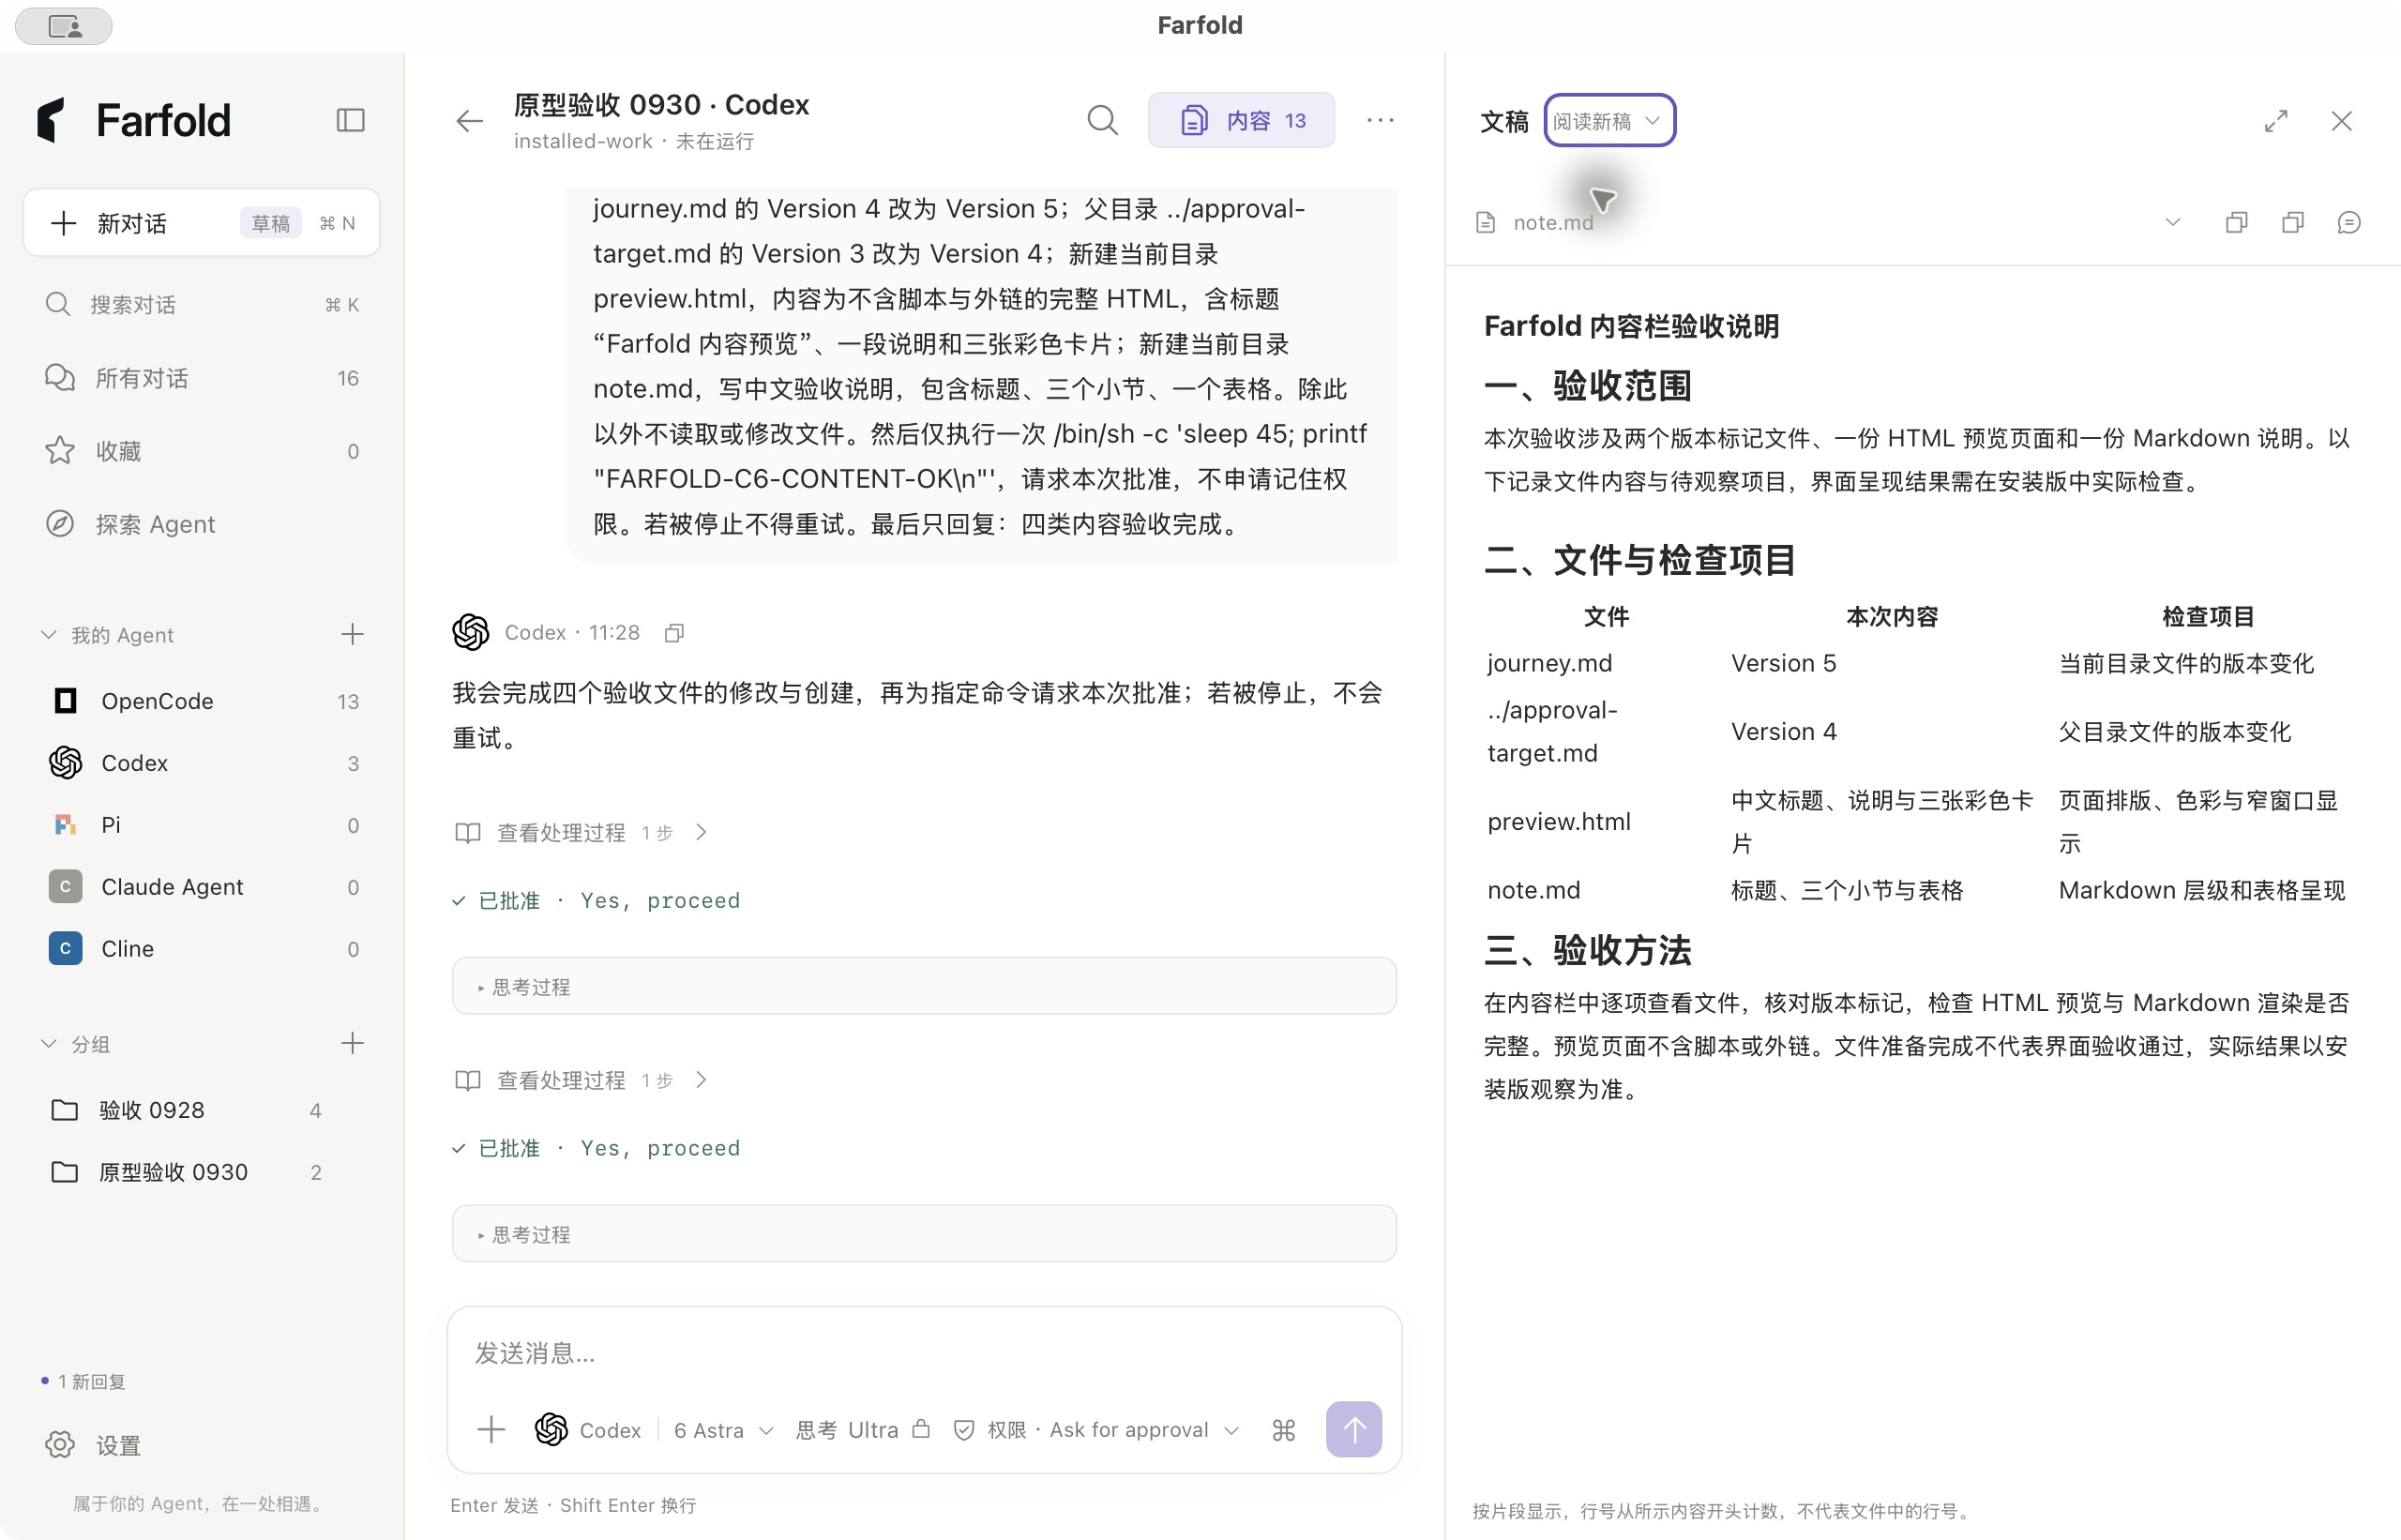 Farfold
Farfold
新对话 草稿 ⌘ N
搜索对话 ⌘ K
所有对话 16
收藏 0
探索 Agent
我的 Agent
OpenCode 13
Codex 3
Pi 0
C Claude Agent 0
C Cline 0
分组
验收 0928 4
原型验收 0930 2
1 新回复
设置
属于你的 Agent，在一处相遇。
原型验收 0930 · Codex
installed-work · 未在运行
内容 13
journey.md 的 Version 4 改为 Version 5；父目录 ../approval-
target.md 的 Version 3 改为 Version 4；新建当前目录
preview.html，内容为不含脚本与外链的完整 HTML，含标题
“Farfold 内容预览”、一段说明和三张彩色卡片；新建当前目录
note.md，写中文验收说明，包含标题、三个小节、一个表格。除此
以外不读取或修改文件。然后仅执行一次 /bin/sh -c 'sleep 45; printf
"FARFOLD-C6-CONTENT-OK\n"'，请求本次批准，不申请记住权
限。若被停止不得重试。最后只回复：四类内容验收完成。
Codex · 11:28
我会完成四个验收文件的修改与创建，再为指定命令请求本次批准；若被停止，不会
重试。
查看处理过程 1 步
已批准 · Yes, proceed
思考过程
查看处理过程 1 步
已批准 · Yes, proceed
思考过程
发送消息...
Codex 6 Astra 思考 Ultra 权限 · Ask for approval ⌘
Enter 发送 · Shift Enter 换行
文稿 阅读新稿
note.md
Farfold 内容栏验收说明
一、验收范围
本次验收涉及两个版本标记文件、一份 HTML 预览页面和一份 Markdown 说明。以
下记录文件内容与待观察项目，界面呈现结果需在安装版中实际检查。
二、文件与检查项目
文件 本次内容 检查项目
journey.md Version 5 当前目录文件的版本变化
../approval-
target.md Version 4 父目录文件的版本变化
preview.html 中文标题、说明与三张彩色卡
片 页面排版、色彩与窄窗口显
示
note.md 标题、三个小节与表格 Markdown 层级和表格呈现
三、验收方法
在内容栏中逐项查看文件，核对版本标记，检查 HTML 预览与 Markdown 渲染是否
完整。预览页面不含脚本或外链。文件准备完成不代表界面验收通过，实际结果以安
装版观察为准。
按片段显示，行号从所示内容开头计数，不代表文件中的行号。